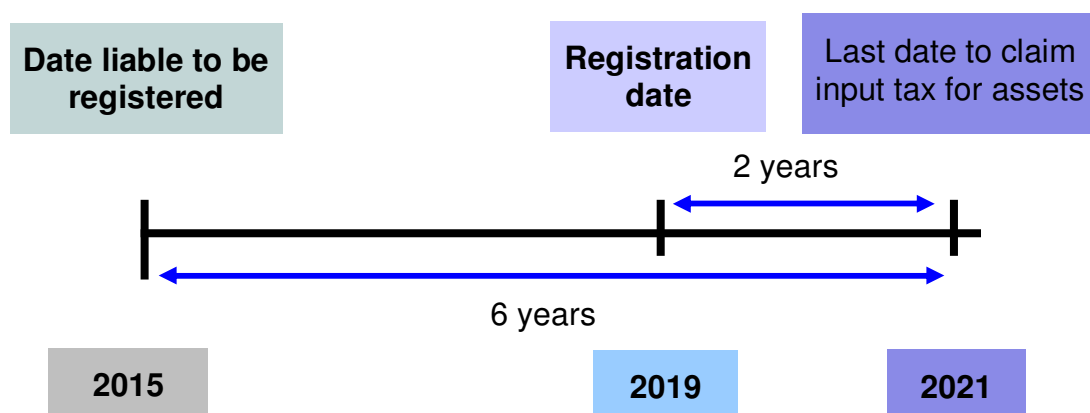 Date liable to be
registered
Registration
date
Last date to claim
input tax for assets
2 years
6 years
2015
2019
2021